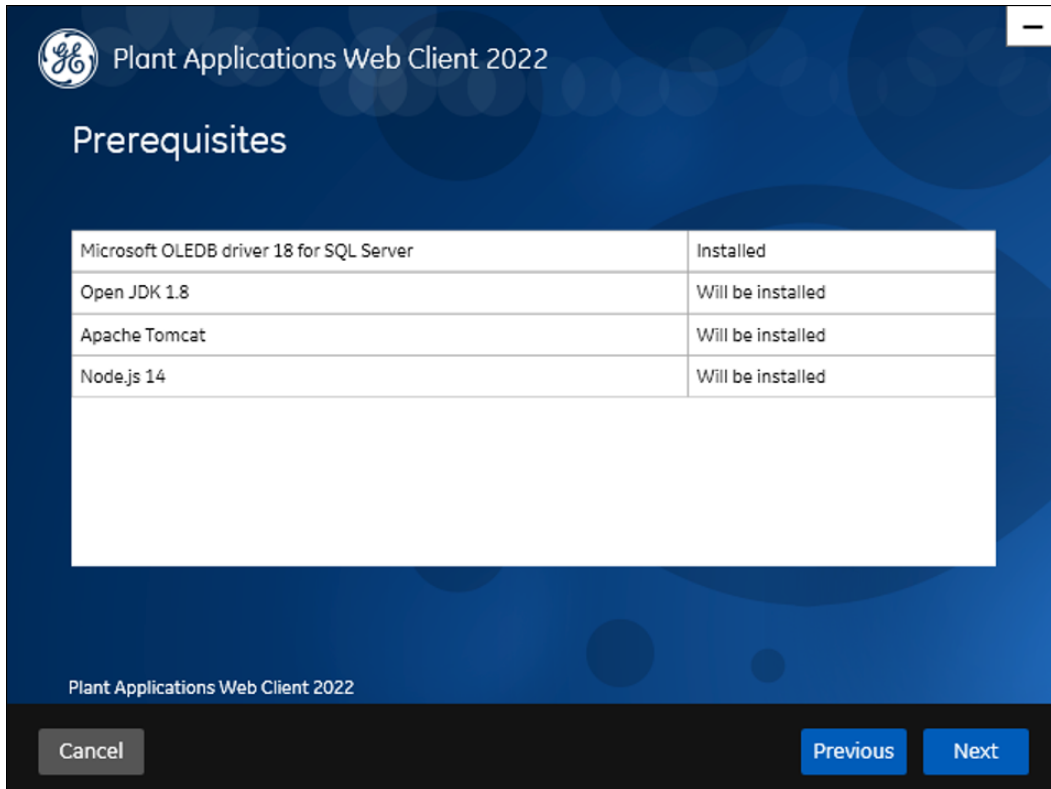 Plant Applications Web Client 2022
Prerequisites
Microsoft OLEDB driver 18 for SQL Server Installed
Open JDK 1.8 Will be installed
Apache Tomcat Will be installed
Node.js 14 Will be installed
Plant Applications Web Client 2022
Cancel Previous Next